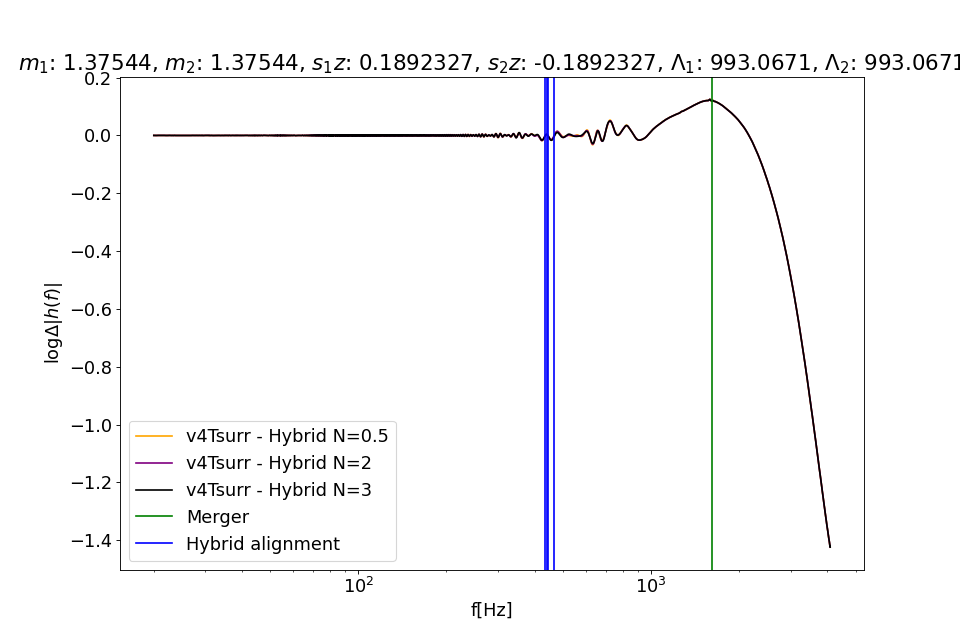 m₁: 1.37544, m₂: 1.37544, s₁z: 0.1892327, s₂z: -0.1892327, Λ₁: 993.0671, Λ₂: 993.0671
0.2
0.0
−0.2
−0.4
−0.6
−0.8
−1.0
−1.2
−1.4
logΔ|h(f)|
v4Tsurr - Hybrid N=0.5
v4Tsurr - Hybrid N=2
v4Tsurr - Hybrid N=3
Merger
Hybrid alignment
10² 10³
f[Hz]